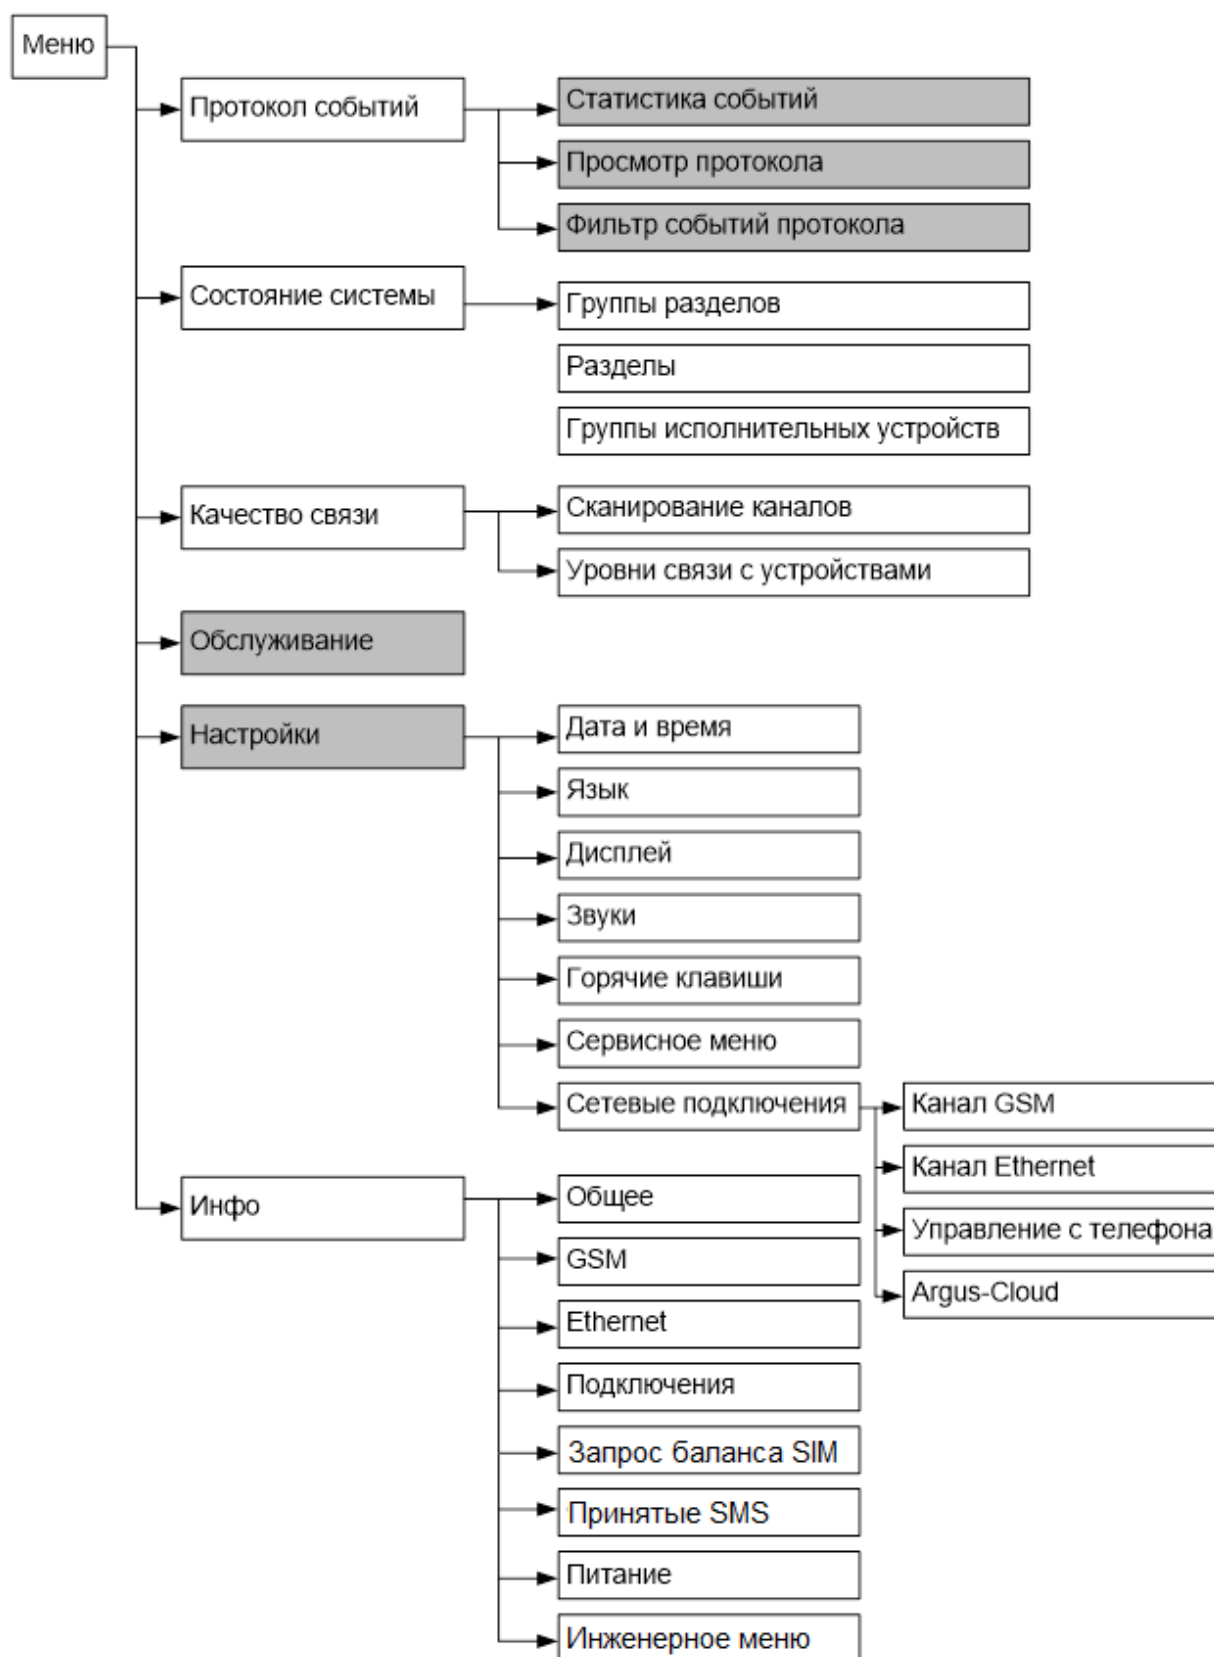 Меню
Протокол событий
Статистика событий
Просмотр протокола
Фильтр событий протокола
Состояние системы
Группы разделов
Разделы
Группы исполнительных устройств
Качество связи
Сканирование каналов
Уровни связи с устройствами
Обслуживание
Настройки
Дата и время
Язык
Дисплей
Звуки
Горячие клавиши
Сервисное меню
Сетевые подключения
Канал GSM
Канал Ethernet
Управление с телефона
Argus-Cloud
Инфо
Общее
GSM
Ethernet
Подключения
Запрос баланса SIM
Принятые SMS
Питание
Инженерное меню